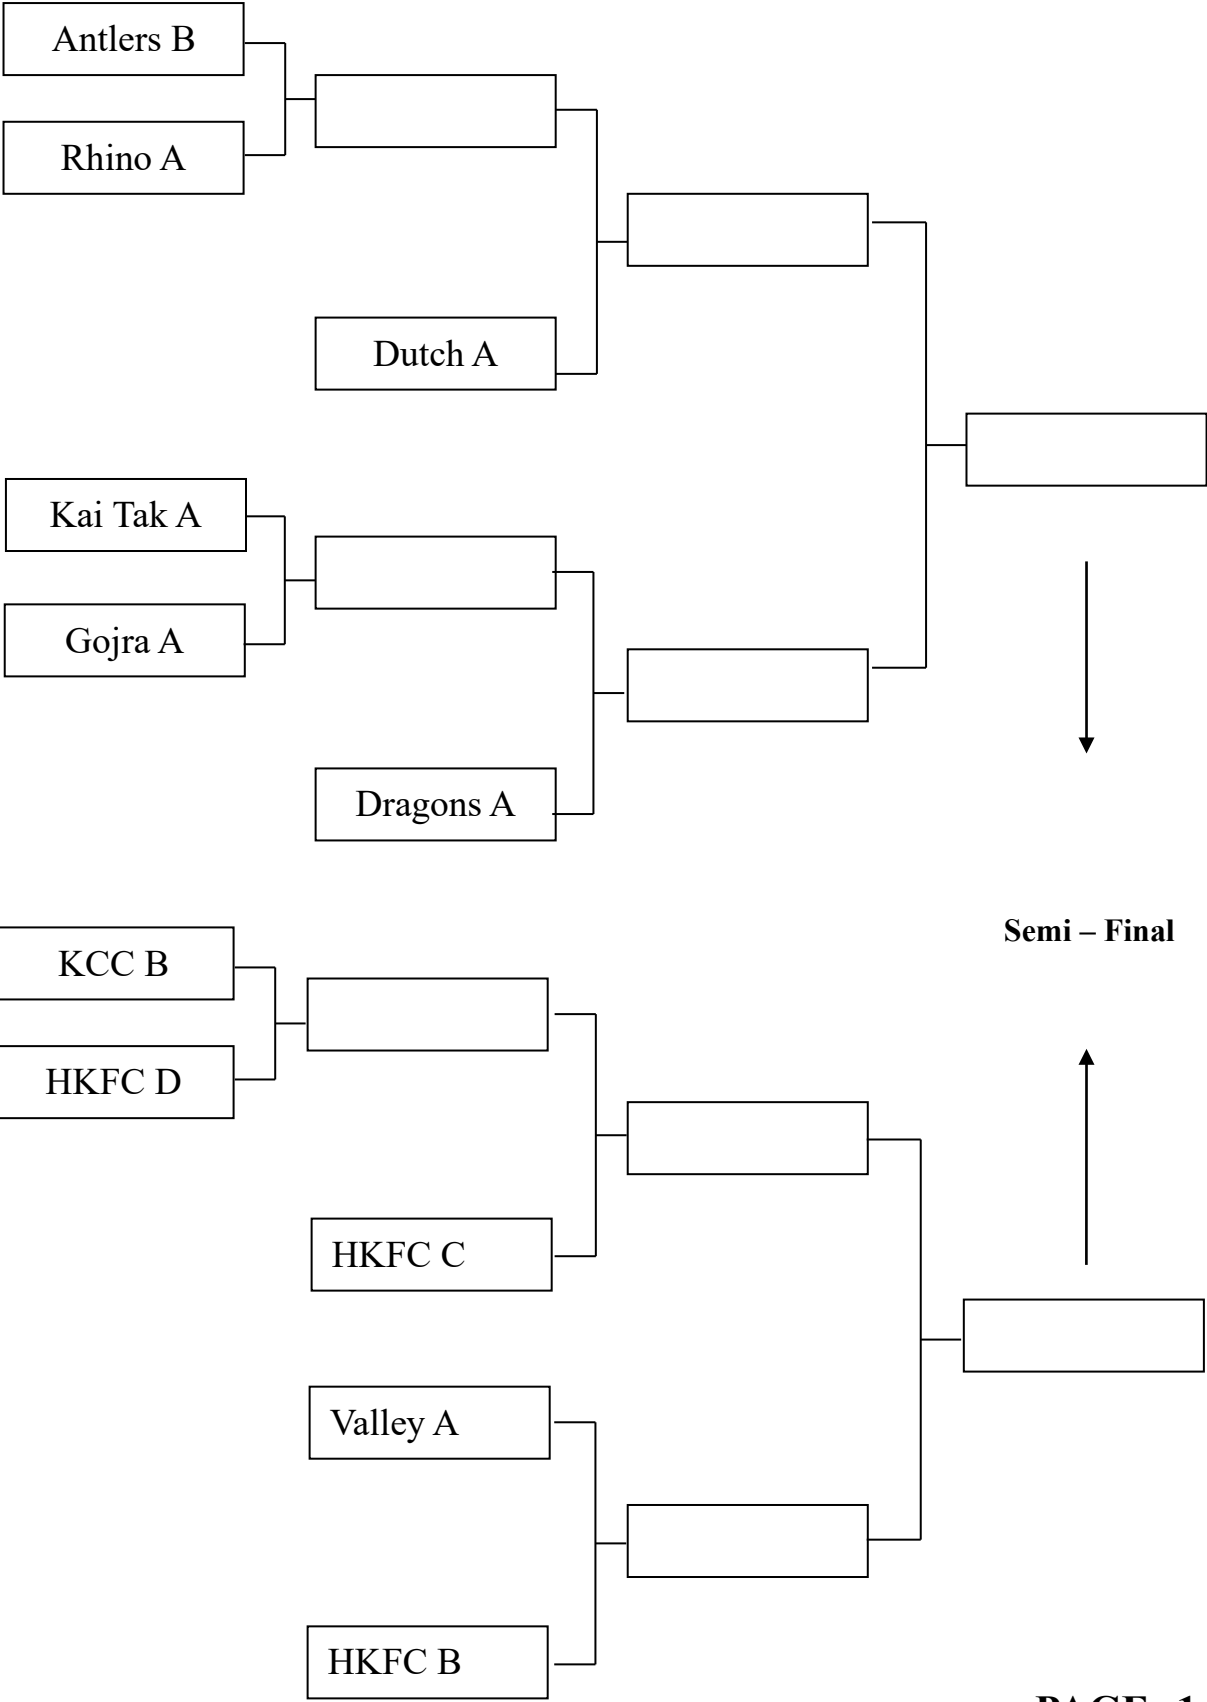 Antlers B
Rhino A
Dutch A
Kai Tak A
Gojra A
Dragons A
Semi – Final
KCC B
HKFC D
HKFC C
Valley A
HKFC B